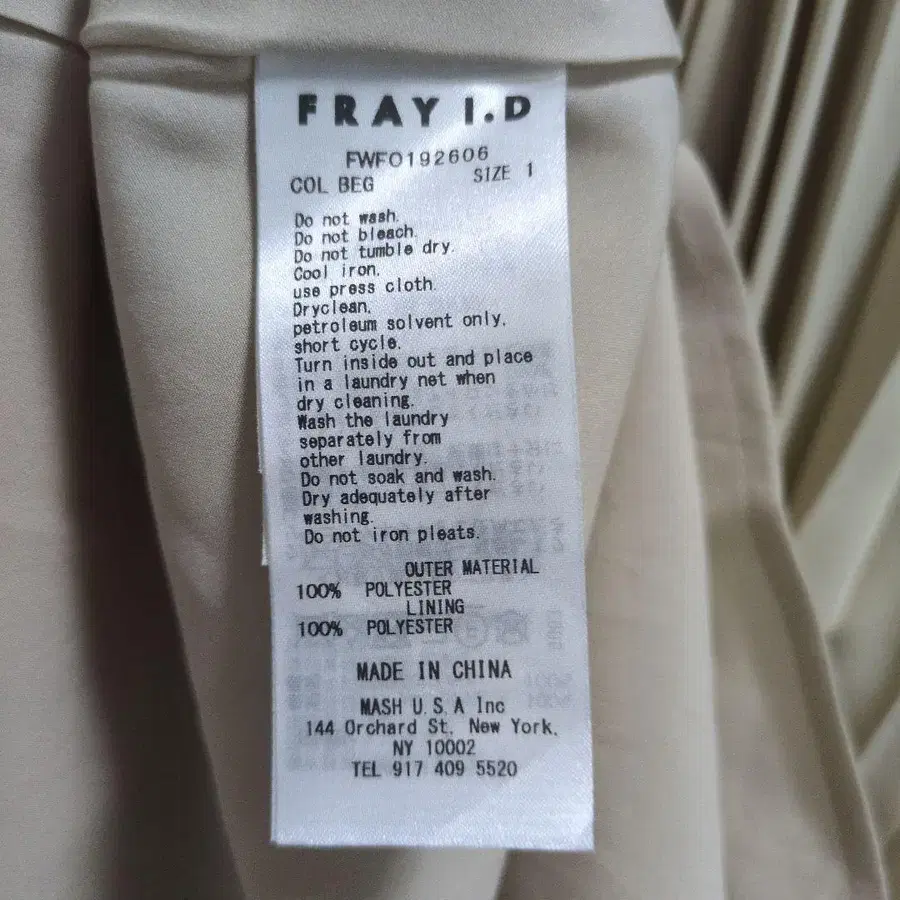 FRAY I.D
FWFO192606
COL BEG SIZE 1
Do not wash.
Do not bleach.
Do not tumble dry.
Cool iron.
use press cloth.
Dryclean,
petroleum solvent only,
short cycle.
Turn inside out and place
in a laundry net when
dry cleaning.
Wash the laundry
separately from
other laundry.
Do not soak and wash.
Dry adequately after
washing.
Do not iron pleats.
OUTER MATERIAL
100% POLYESTER
LINING
100% POLYESTER
MADE IN CHINA
MASH U.S.A Inc
144 Orchard St, New York,
NY 10002
TEL 917 409 5520